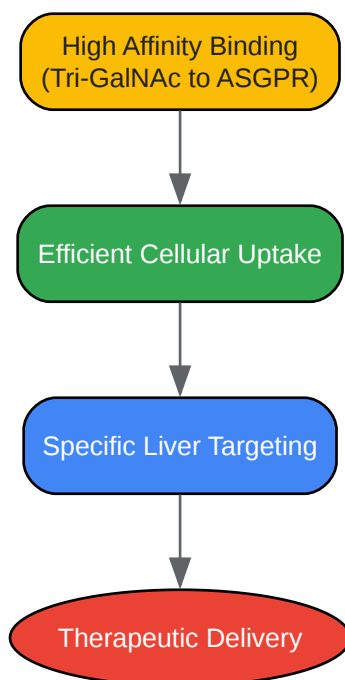 High Affinity Binding
(Tri-GalNAc to ASGPR)
Efficient Cellular Uptake
Specific Liver Targeting
Therapeutic Delivery